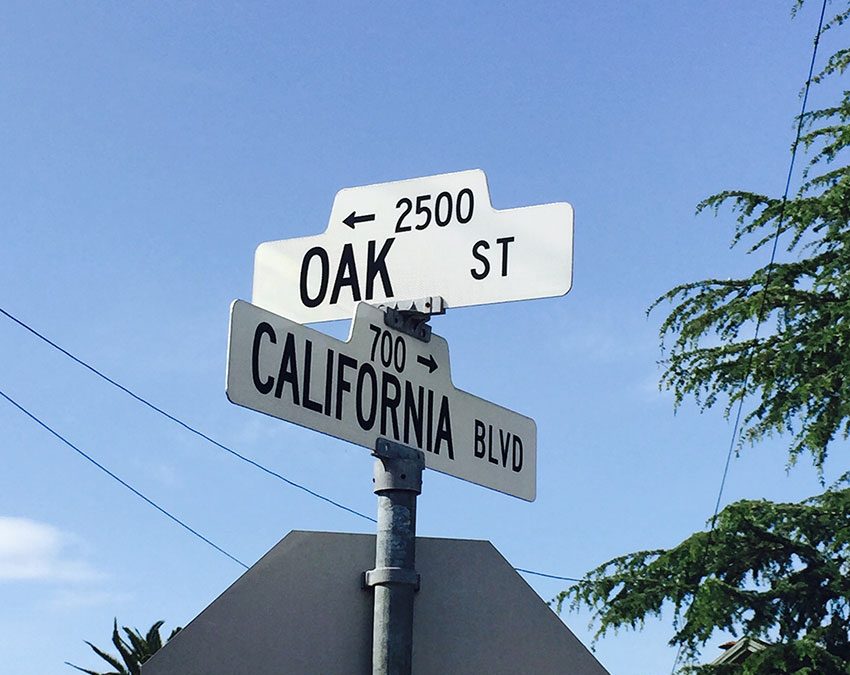 ← 2500
OAK ST
700 →
CALIFORNIA BLVD